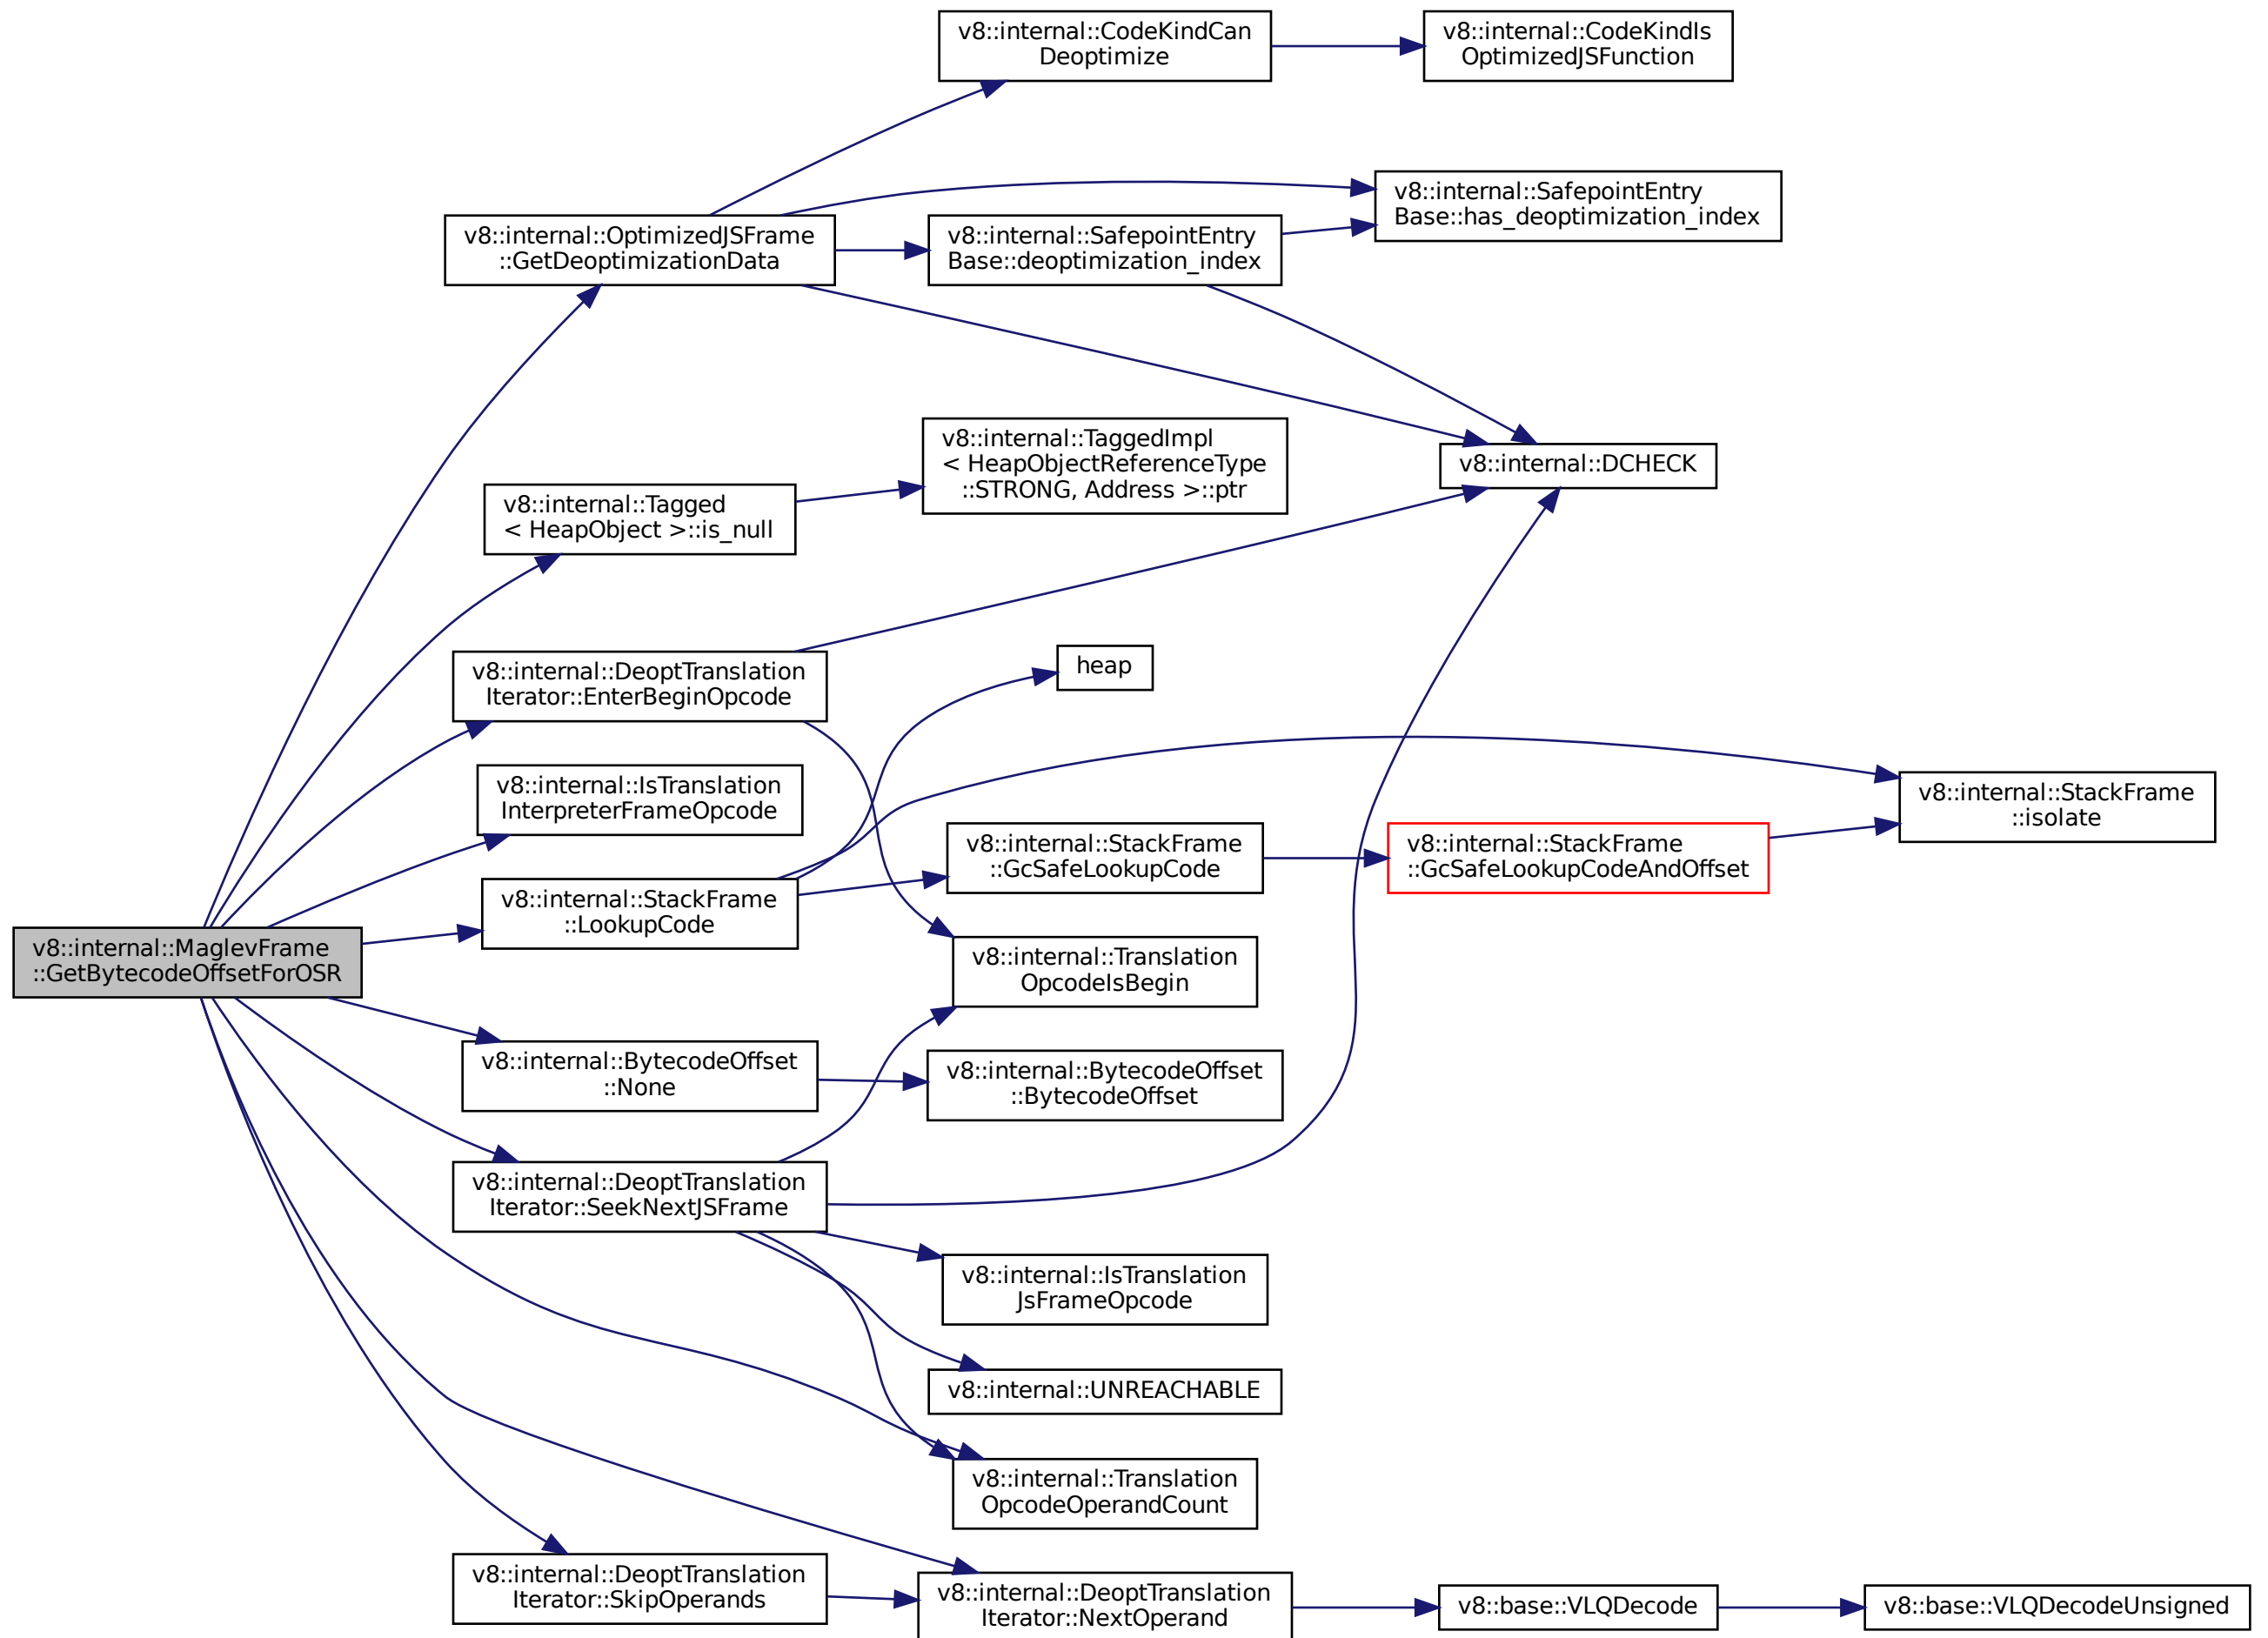 v8::internal::CodeKindCan
Deoptimize
v8::internal::CodeKindIs
OptimizedJSFunction
v8::internal::SafepointEntry
Base::has_deoptimization_index
v8::internal::OptimizedJSFrame
::GetDeoptimizationData
v8::internal::SafepointEntry
Base::deoptimization_index
v8::internal::TaggedImpl
< HeapObjectReferenceType
::STRONG, Address >::ptr
v8::internal::DCHECK
v8::internal::Tagged
< HeapObject >::is_null
v8::internal::DeoptTranslation
Iterator::EnterBeginOpcode
heap
v8::internal::IsTranslation
InterpreterFrameOpcode
v8::internal::StackFrame
::isolate
v8::internal::StackFrame
::GcSafeLookupCode
v8::internal::StackFrame
::GcSafeLookupCodeAndOffset
v8::internal::StackFrame
::LookupCode
v8::internal::MaglevFrame
::GetBytecodeOffsetForOSR
v8::internal::Translation
OpcodeIsBegin
v8::internal::BytecodeOffset
::None
v8::internal::BytecodeOffset
::BytecodeOffset
v8::internal::DeoptTranslation
Iterator::SeekNextJSFrame
v8::internal::IsTranslation
JsFrameOpcode
v8::internal::UNREACHABLE
v8::internal::Translation
OpcodeOperandCount
v8::internal::DeoptTranslation
Iterator::SkipOperands
v8::internal::DeoptTranslation
Iterator::NextOperand
v8::base::VLQDecode
v8::base::VLQDecodeUnsigned